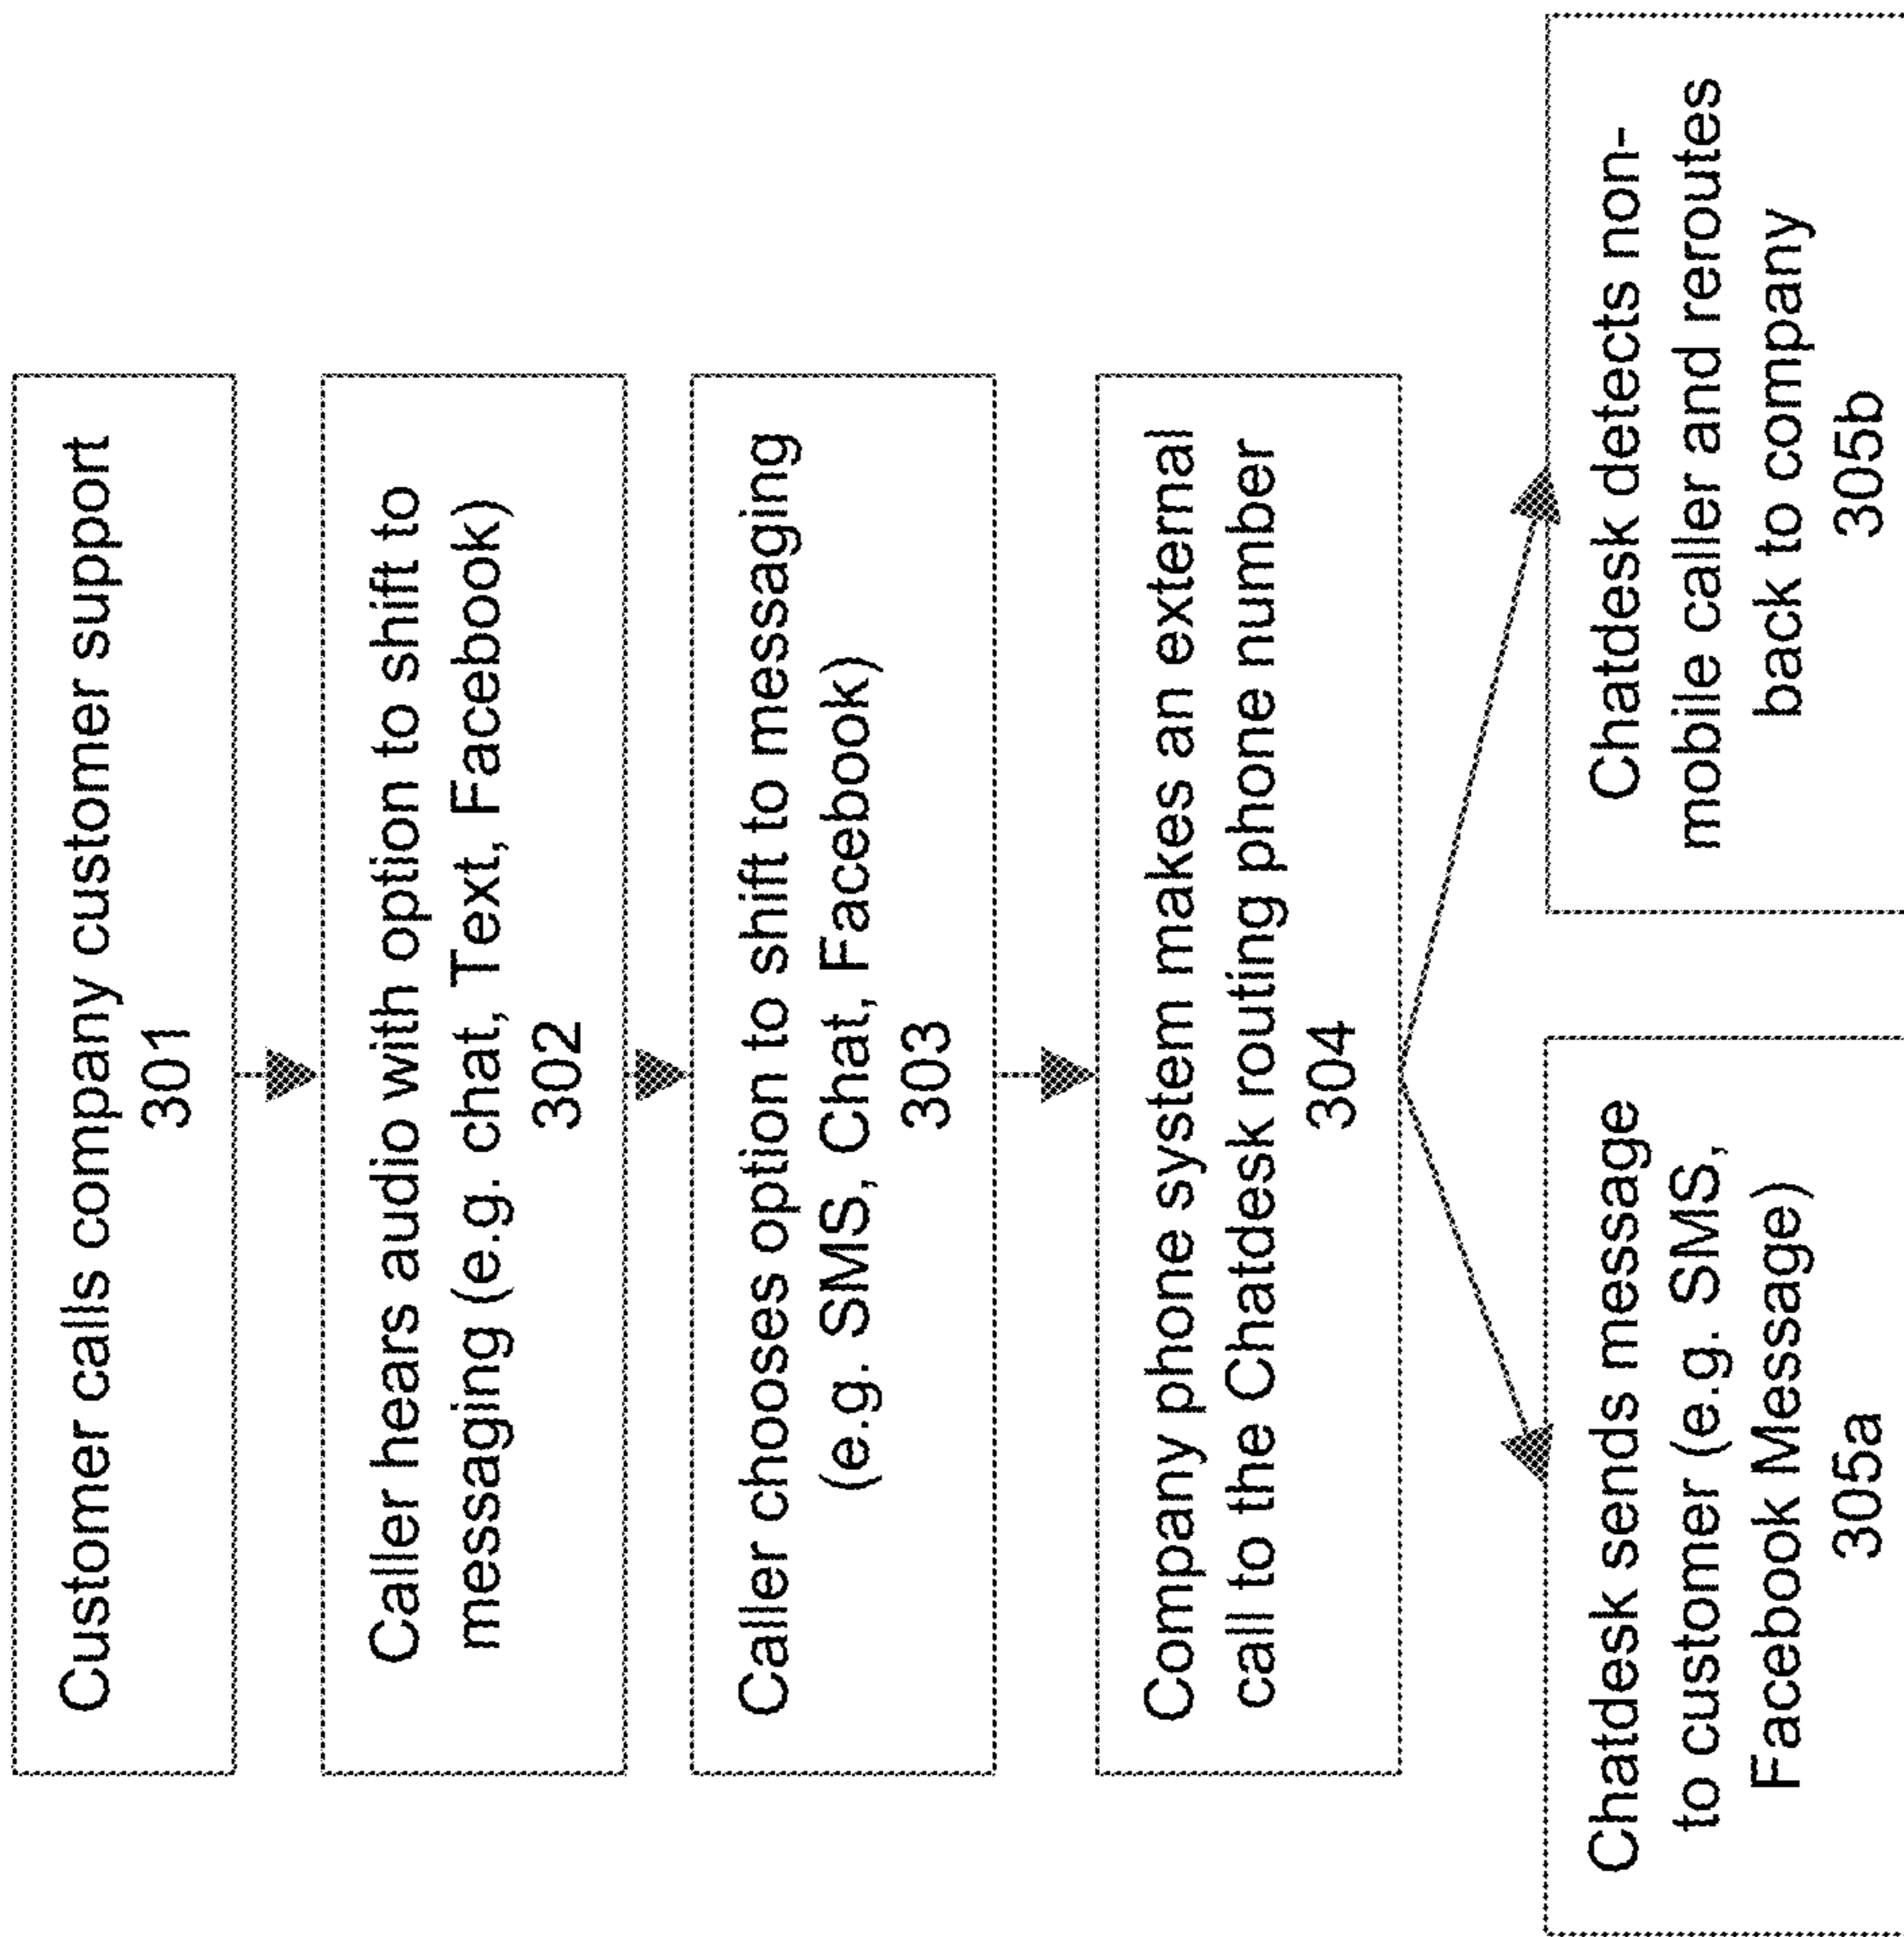 Customer calls company customer support
301
Caller hears audio with option to shift to
messaging (e.g. chat, Text, Facebook)
302
Caller chooses option to shift to messaging
(e.g. SMS, Chat, Facebook)
303
Company phone system makes an external
call to the Chatdesk routing phone number
304
Chatdesk sends message
to customer (e.g. SMS,
Facebook Message)
305a
Chatdesk detects non-
mobile caller and reroutes
back to company
305b